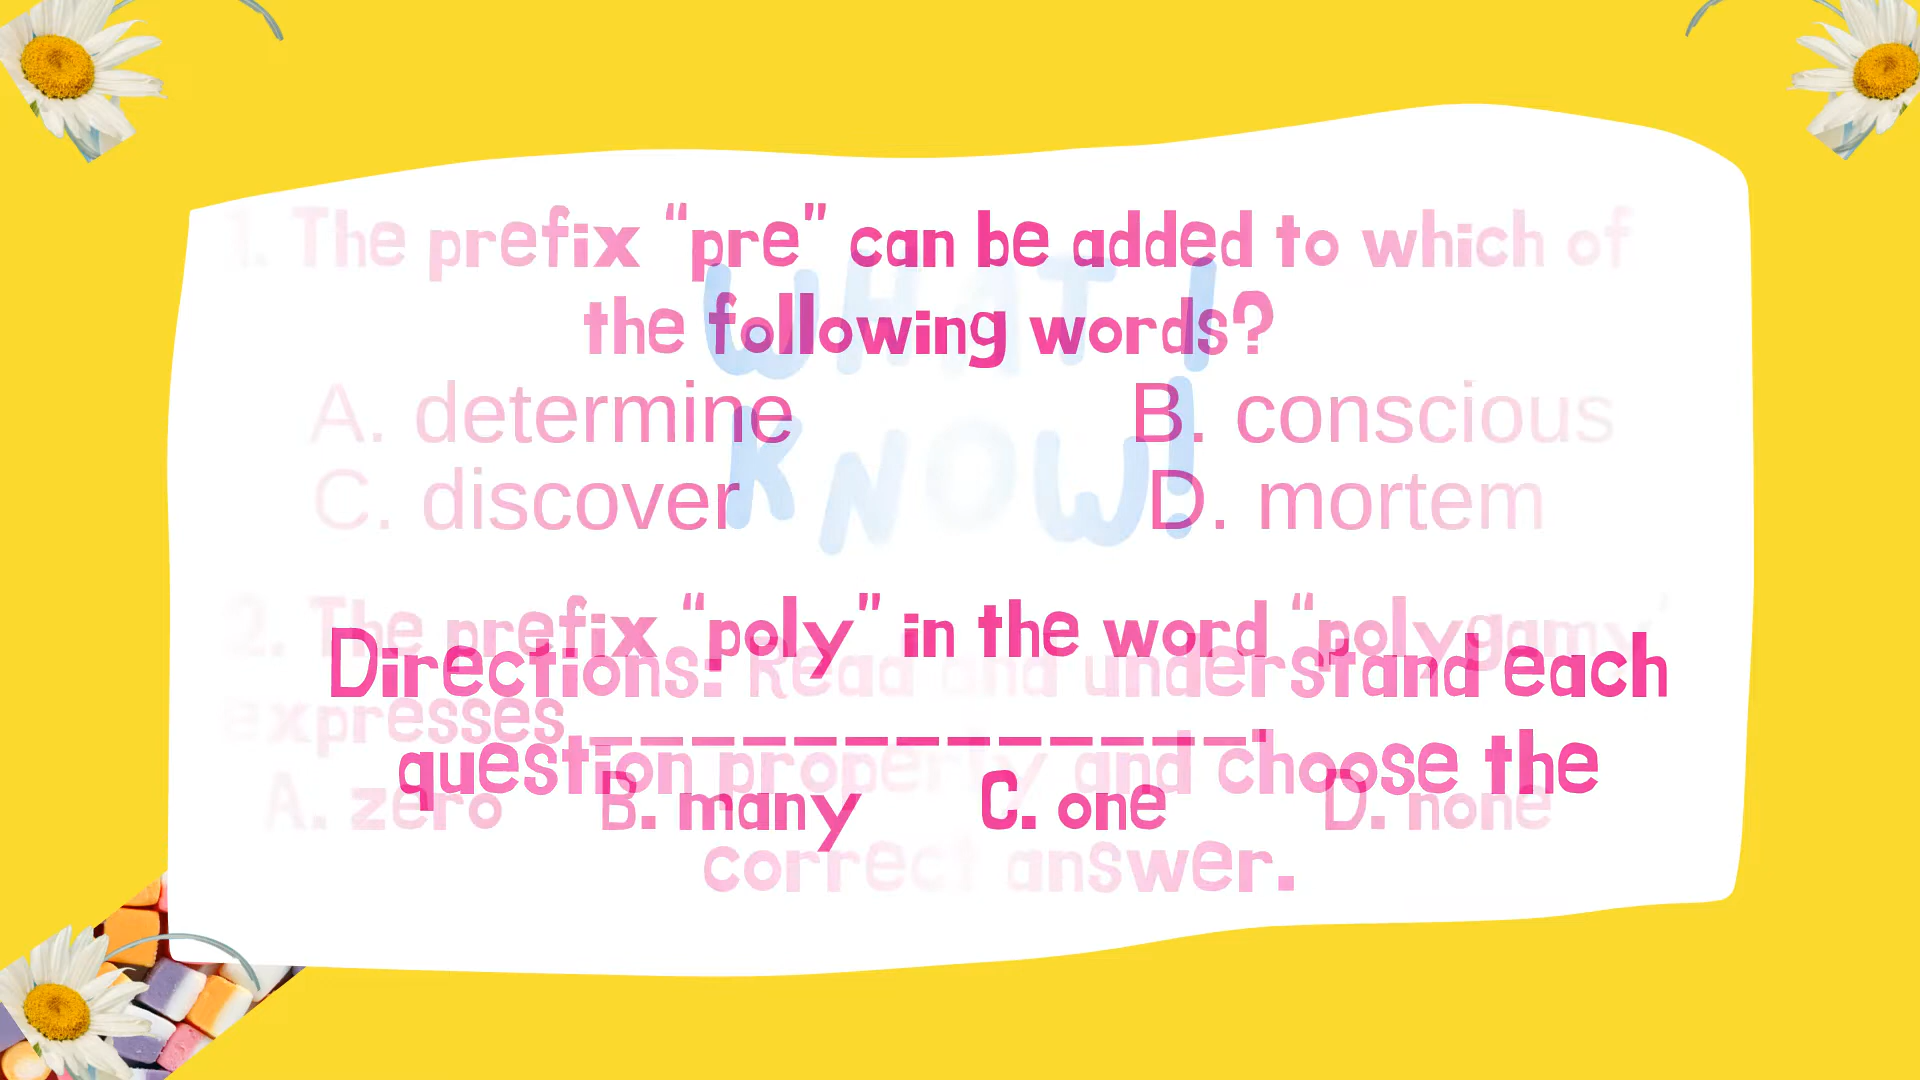 1. The prefix “pre” can be added to which of
the following words?
A. determine B. conscious
C. discover D. mortem
WHAT I
KNOW!
2. The prefix “poly” in the word “polygamy”
expresses ______________.
A. zero B. many C. one D. none
Directions: Read and understand each
question properly and choose the
correct answer.